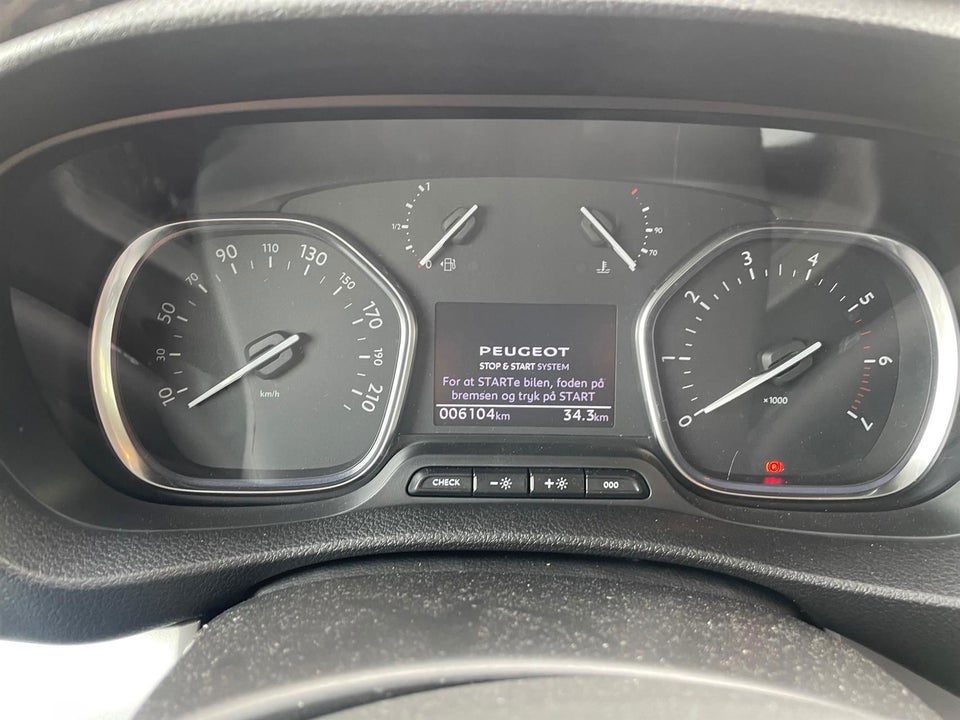 10 30 50 70 90 110 130 150 170 190 210
km/h
1
1/2
0
90
70
PEUGEOT
STOP & START SYSTEM
For at STARTe bilen, foden på
bremsen og tryk på START
006104km 34.3km
0 1 2 3 4 5 6 7
×1000
CHECK - + 000